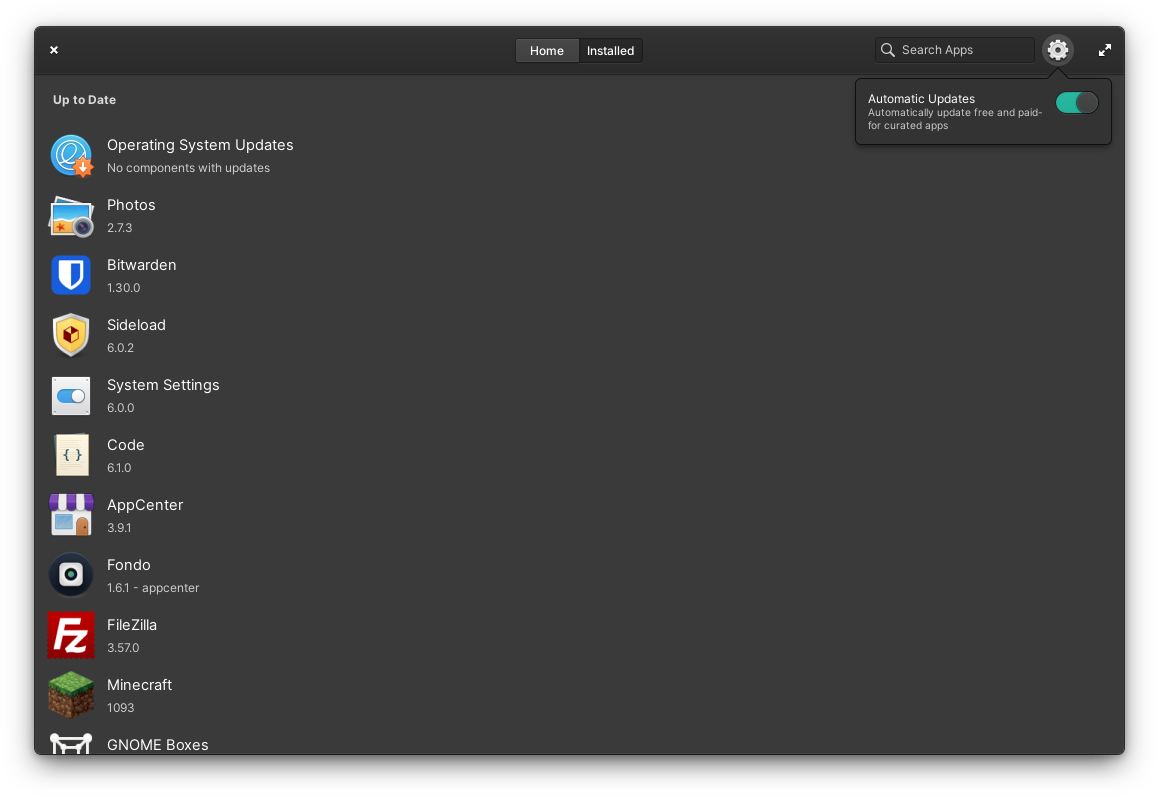 Home
Installed
Search Apps
Automatic Updates
Automatically update free and paid-
for curated apps
Up to Date
Operating System Updates
No components with updates
Photos
2.7.3
Bitwarden
1.30.0
Sideload
6.0.2
System Settings
6.0.0
{ }
Code
6.1.0
AppCenter
3.9.1
Fondo
1.6.1 - appcenter
Fz
FileZilla
3.57.0
Minecraft
1093
GNOME Boxes